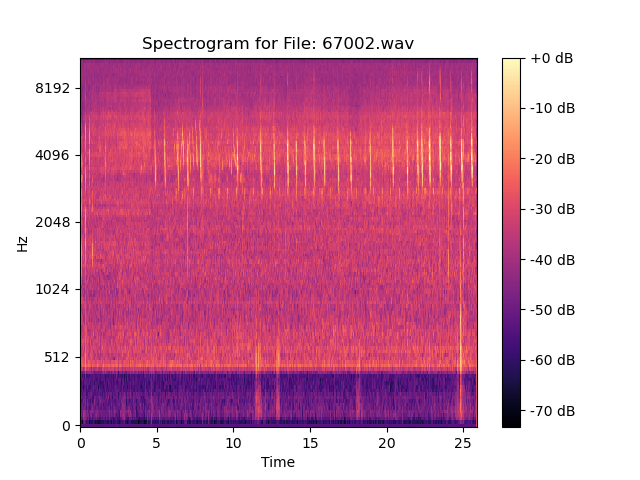 Spectrogram for File: 67002.wav
+0 dB
8192
-10 dB
4096
-20 dB
-30 dB
2048
Hz
-40 dB
1024
-50 dB
512
-60 dB
-70 dB
0
0 5 10 15 20 25
Time